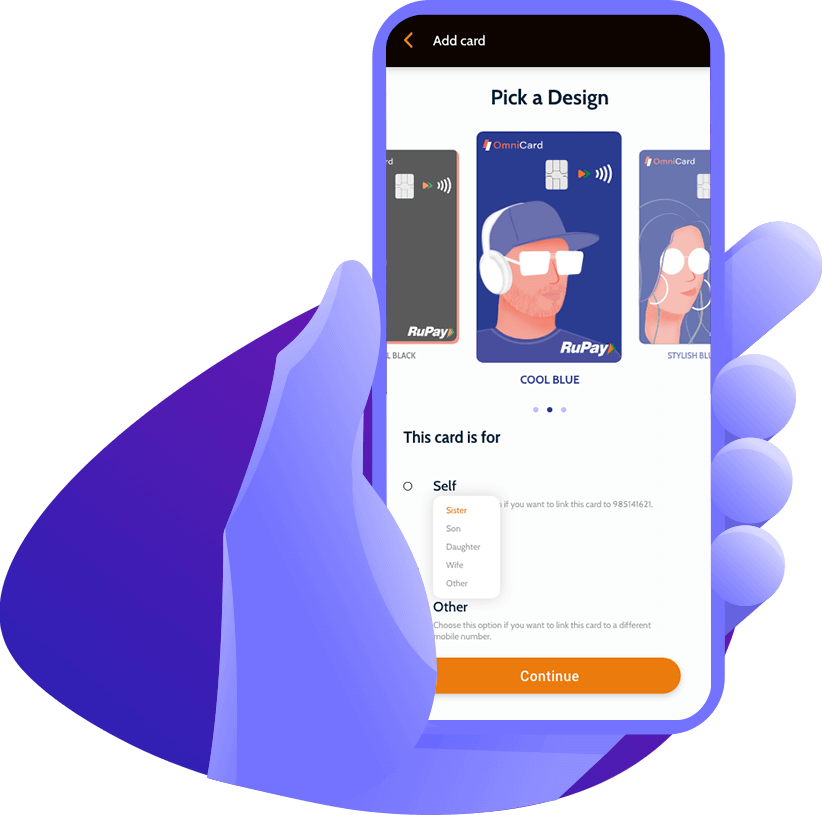 Add card
Pick a Design
OmniCard
OmniCard
RuPay
RuPay
BLACK
COOL BLUE
STYLISH
This card is for
Self
if you want to link this card to 985141621.
Sister
Son
Daughter
Wife
Other
Other
Choose this option if you want to link this card to a different
mobile number.
Continue